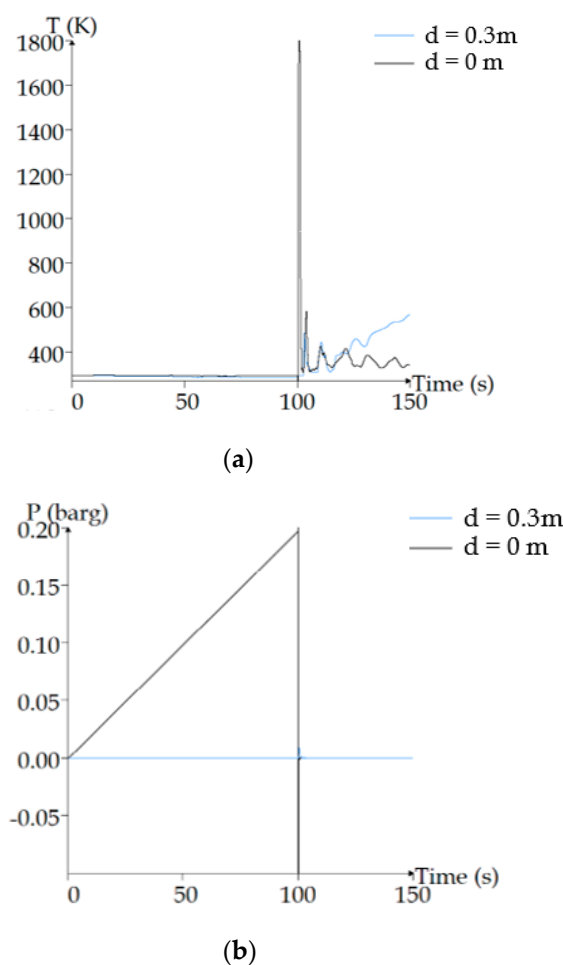 T (K)
d = 0.3m
d = 0 m
1800
1600
1400
1200
1000
800
600
400
Time (s)
0 50 100 150
(a)
P (barg)
d = 0.3m
d = 0 m
0.20
0.15
0.10
0.05
0.00
-0.05
Time (s)
0 50 100 150
(b)